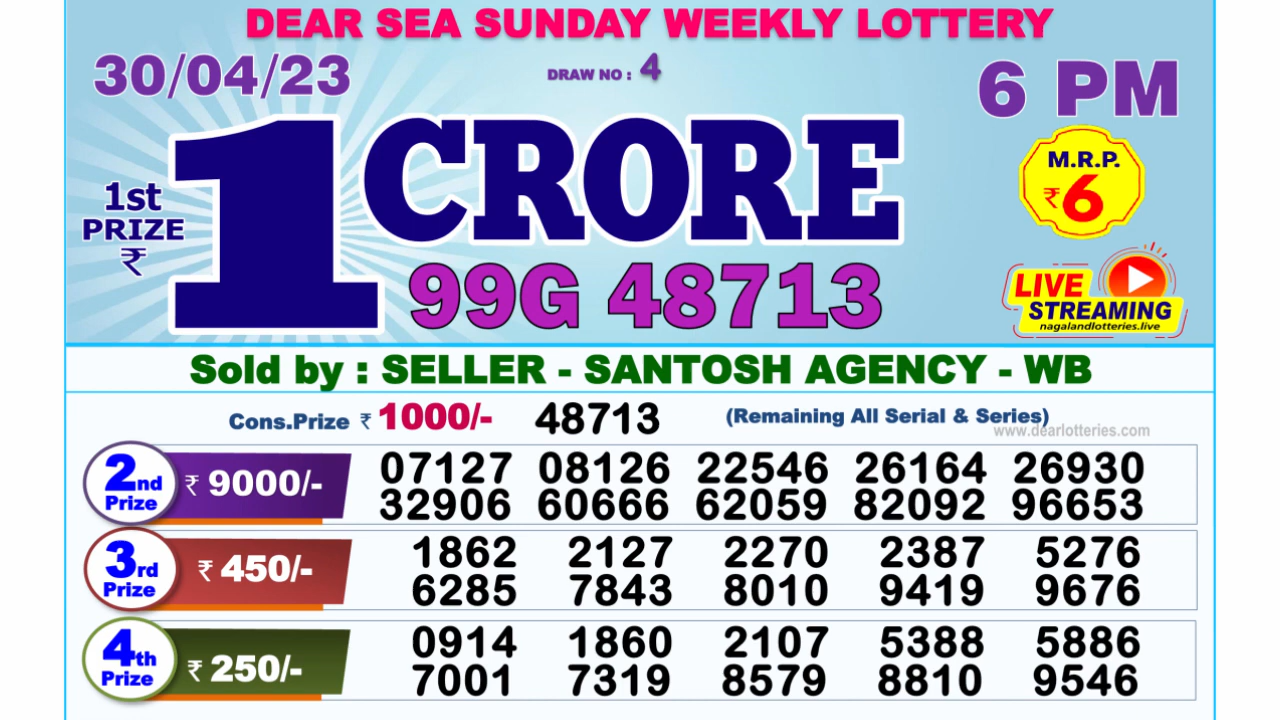 DEAR SEA SUNDAY WEEKLY LOTTERY
30/04/23 DRAW NO : 4 6 PM
1st PRIZE ₹ 1 CRORE
M.R.P. ₹6
99G 48713
LIVE STREAMING
nagalandlotteries.live
Sold by : SELLER - SANTOSH AGENCY - WB
Cons.Prize ₹ 1000/- 48713 (Remaining All Serial & Series)
www.dearlotteries.com
2nd Prize ₹ 9000/-
07127 08126 22546 26164 26930
32906 60666 62059 82092 96653
3rd Prize ₹ 450/-
1862 2127 2270 2387 5276
6285 7843 8010 9419 9676
4th Prize ₹ 250/-
0914 1860 2107 5388 5886
7001 7319 8579 8810 9546